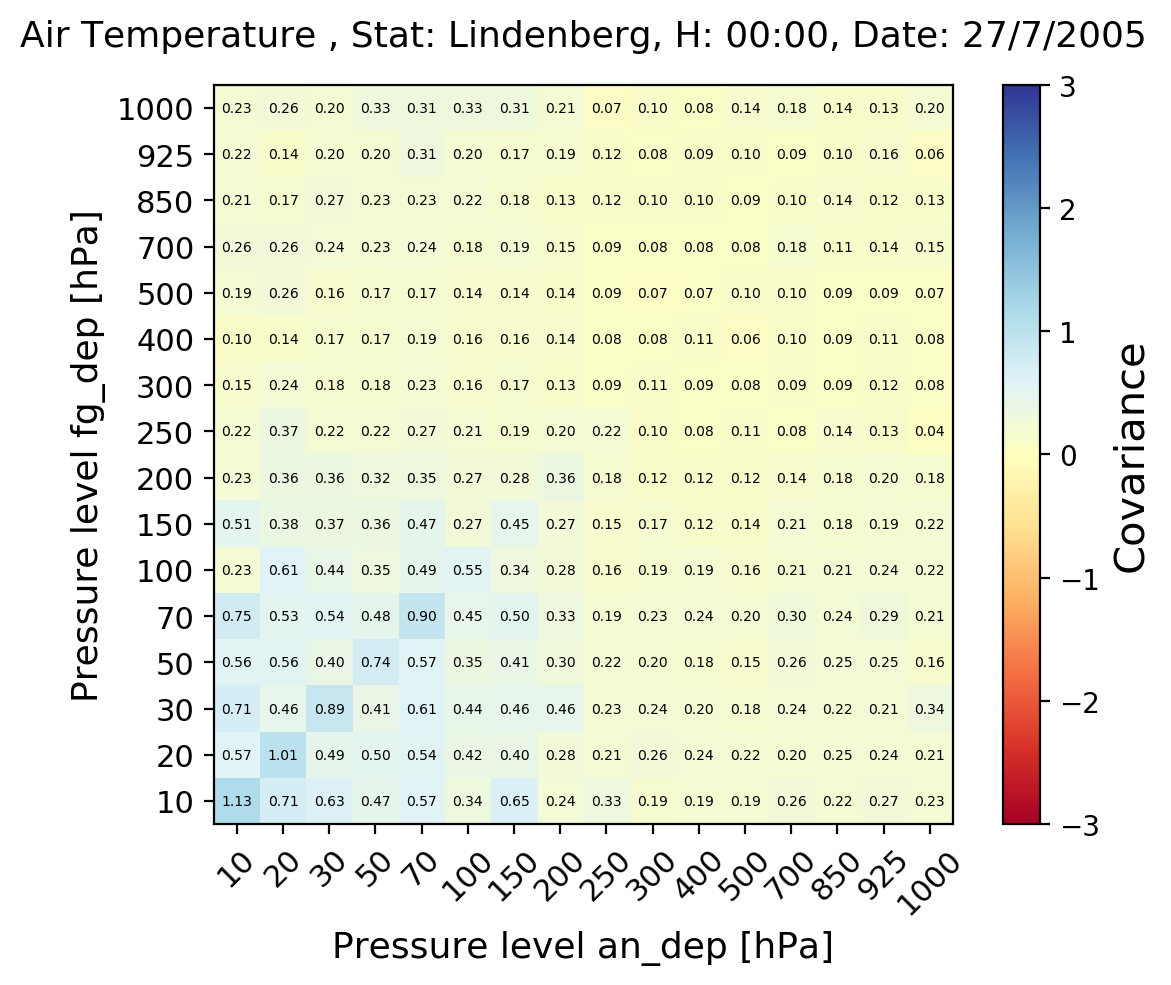 Air Temperature , Stat: Lindenberg, H: 00:00, Date: 27/7/2005
1000 0.23 0.26 0.20 0.33 0.31 0.33 0.31 0.21 0.07 0.10 0.08 0.14 0.18 0.14 0.13 0.20
925 0.22 0.14 0.20 0.20 0.31 0.20 0.17 0.19 0.12 0.08 0.09 0.10 0.09 0.10 0.16 0.06
850 0.21 0.17 0.27 0.23 0.23 0.22 0.18 0.13 0.12 0.10 0.10 0.09 0.10 0.14 0.12 0.13
700 0.26 0.26 0.24 0.23 0.24 0.18 0.19 0.15 0.09 0.08 0.08 0.08 0.18 0.11 0.14 0.15
500 0.19 0.26 0.16 0.17 0.17 0.14 0.14 0.14 0.09 0.07 0.07 0.10 0.10 0.09 0.09 0.07
400 0.10 0.14 0.17 0.17 0.19 0.16 0.16 0.14 0.08 0.08 0.11 0.06 0.10 0.09 0.11 0.08
300 0.15 0.24 0.18 0.18 0.23 0.16 0.17 0.13 0.09 0.11 0.09 0.08 0.09 0.09 0.12 0.08
250 0.22 0.37 0.22 0.22 0.27 0.21 0.19 0.20 0.22 0.10 0.08 0.11 0.08 0.14 0.13 0.04
200 0.23 0.36 0.36 0.32 0.35 0.27 0.28 0.36 0.18 0.12 0.12 0.12 0.14 0.18 0.20 0.18
150 0.51 0.38 0.37 0.36 0.47 0.27 0.45 0.27 0.15 0.17 0.12 0.14 0.21 0.18 0.19 0.22
100 0.23 0.61 0.44 0.35 0.49 0.55 0.34 0.28 0.16 0.19 0.19 0.16 0.21 0.21 0.24 0.22
70 0.75 0.53 0.54 0.48 0.90 0.45 0.50 0.33 0.19 0.23 0.24 0.20 0.30 0.24 0.29 0.21
50 0.56 0.56 0.40 0.74 0.57 0.35 0.41 0.30 0.22 0.20 0.18 0.15 0.26 0.25 0.25 0.16
30 0.71 0.46 0.89 0.41 0.61 0.44 0.46 0.46 0.23 0.24 0.20 0.18 0.24 0.22 0.21 0.34
20 0.57 1.01 0.49 0.50 0.54 0.42 0.40 0.28 0.21 0.26 0.24 0.22 0.20 0.25 0.24 0.21
10 1.13 0.71 0.63 0.47 0.57 0.34 0.65 0.24 0.33 0.19 0.19 0.19 0.26 0.22 0.27 0.23
10 20 30 50 70 100 150 200 250 300 400 500 700 850 925 1000
Pressure level an_dep [hPa]
Pressure level fg_dep [hPa]
3
2
1
0
−1
−2
−3
Covariance